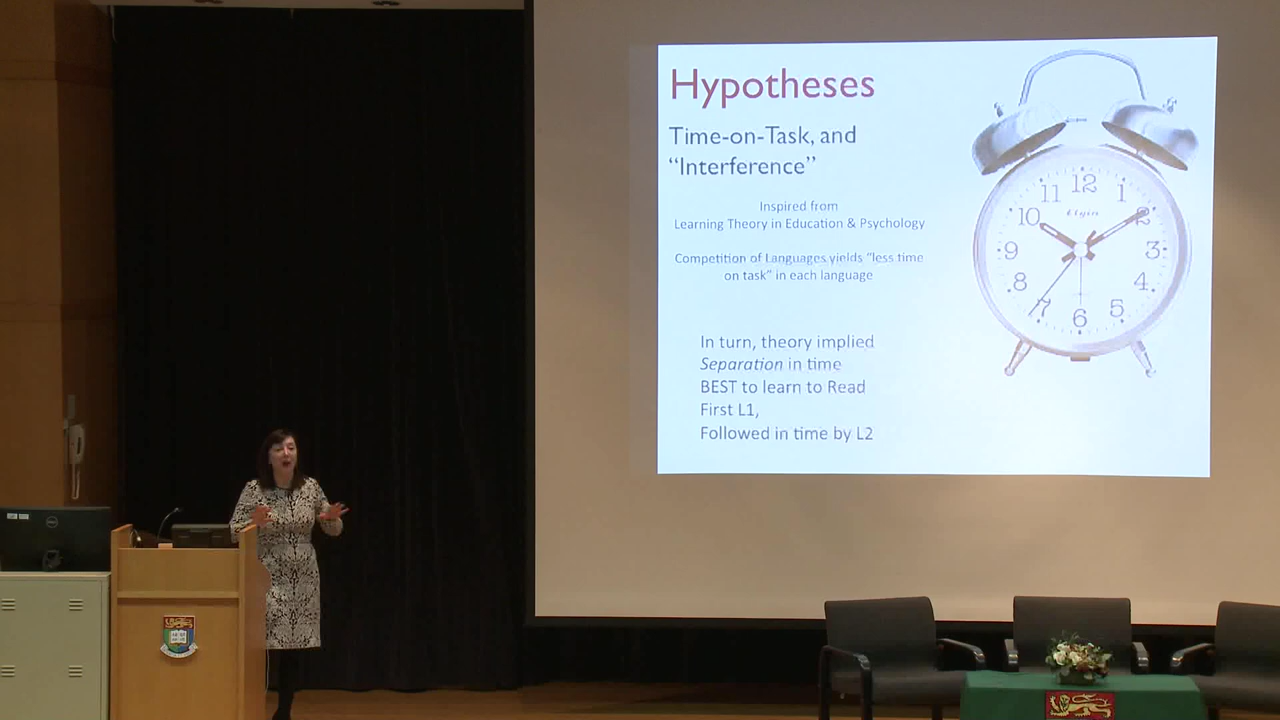 Hypotheses
Time-on-Task, and
“Interference”
Inspired from
Learning Theory in Education & Psychology
Competition of Languages yields “less time
on task” in each language
In turn, theory implied
Separation in time
BEST to learn to Read
First L1,
Followed in time by L2
12
11
1
10
Elgin
2
9
3
8
4
7
5
6
DELL